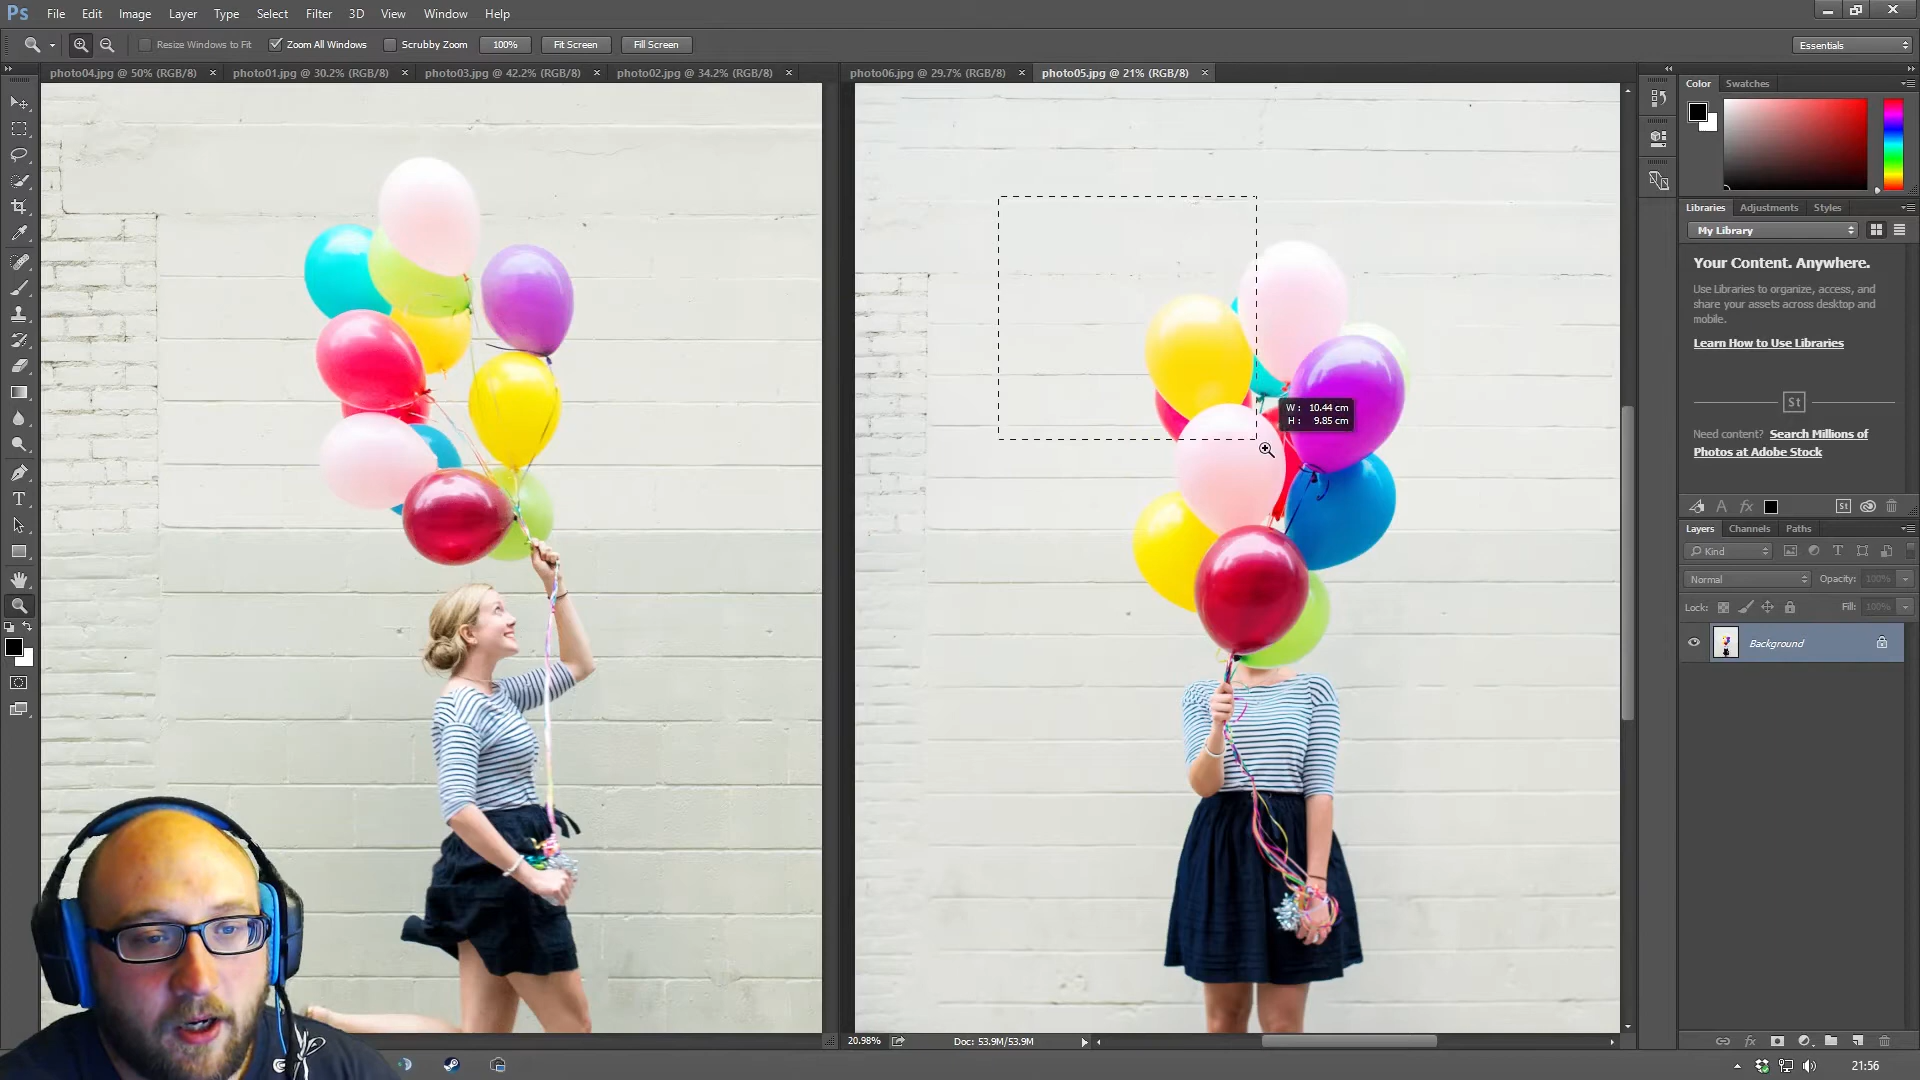 Ps File Edit Image Layer Type Select Filter 3D View Window Help
Resize Windows to Fit Zoom All Windows Scrubby Zoom 100% Fit Screen Fill Screen Essentials
photo04.jpg @ 50% (RGB/8) × photo01.jpg @ 30.2% (RGB/8) × photo03.jpg @ 42.2% (RGB/8) × photo02.jpg @ 34.2% (RGB/8) × photo06.jpg @ 29.7% (RGB/8) × photo05.jpg @ 21% (RGB/8) ×
Color Swatches
Libraries Adjustments Styles
My Library
Your Content. Anywhere.
Use Libraries to organize, access, and
share your assets across desktop and
mobile.
Learn How to Use Libraries
St
W: 10.44 cm
H: 9.85 cm
Need content? Search Millions of
Photos at Adobe Stock
A fx St
Layers Channels Paths
Kind T
Normal Opacity: 100%
Lock: Fill: 100%
Background
T
20.98% Doc: 53.9M/53.9M
fx
21:56